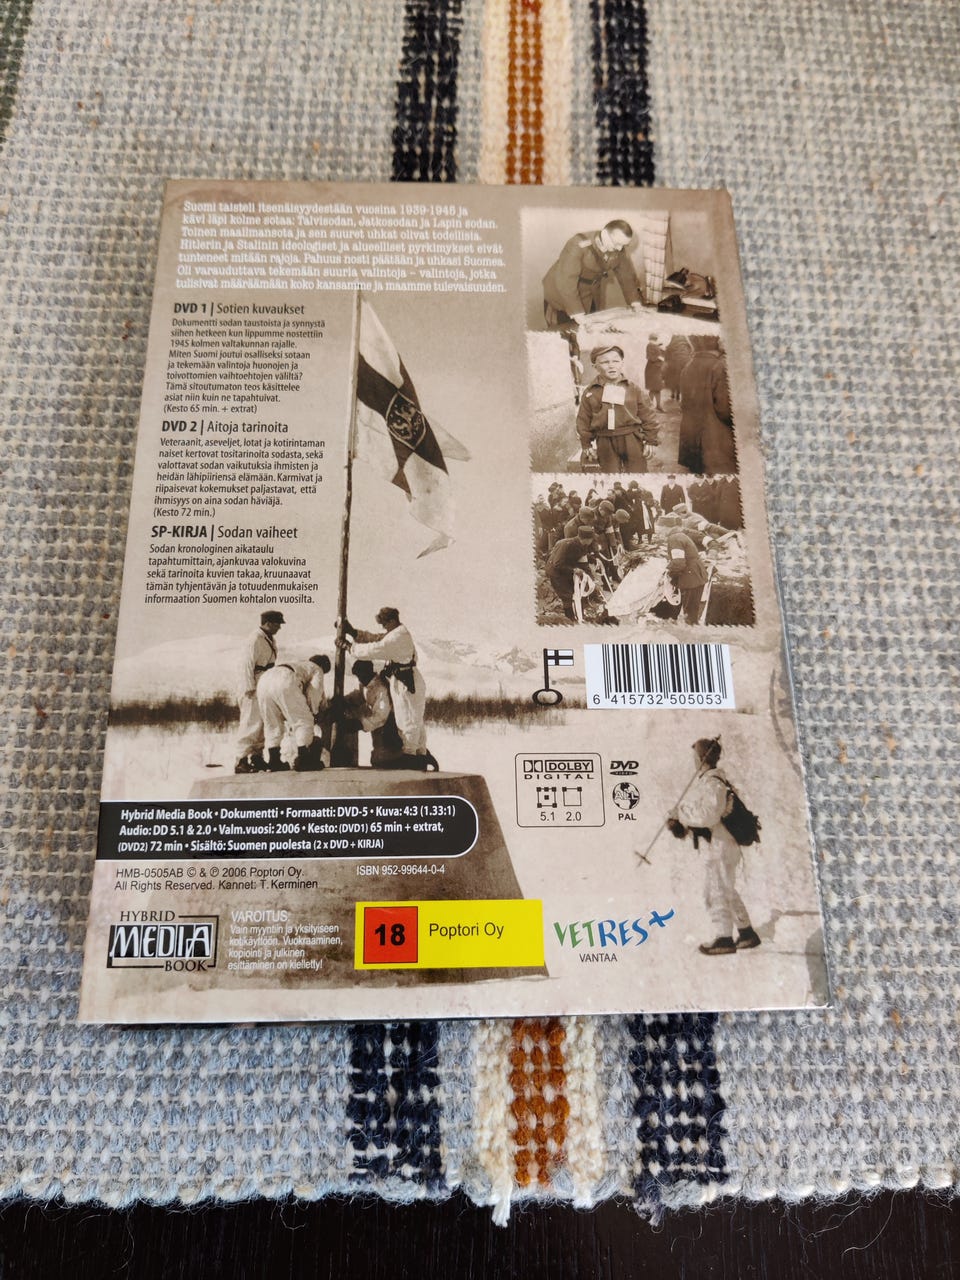 Suomi taisteli itsenäisyydestään vuosina 1939-1945 ja
kävi läpi kolme sotaa: Talvisodan, Jatkosodan ja Lapin sodan.
Toinen maailmansota ja sen suuret uhkat olivat todellisia.
Hitlerin ja Stalinin ideologiset ja alueelliset pyrkimykset eivät
tunteneet mitään rajoja. Pahuus nosti päätään ja uhkasi Suomea.
Oli varauduttava tekemään suuria valintoja – valintoja, jotka
tulisivat määräämään koko kansamme ja maamme tulevaisuuden.
DVD 1 | Sotien kuvaukset
Dokumentti sodan taustoista ja synnystä
siihen hetkeen kun lippumme nostettiin
1945 kolmen valtakunnan rajalle.
Miten Suomi joutui osalliseksi sotaan
ja tekemään valintoja huonojen ja
toivottomien vaihtoehtojen väliltä?
Tämä sitoutumaton teos käsittelee
asiat niin kuin ne tapahtuivat.
(Kesto 65 min. + extrat)
DVD 2 | Aitoja tarinoita
Veteraanit, aseveljet, lotat ja kotirintaman
naiset kertovat tositarinoita sodasta, sekä
valottavat sodan vaikutuksia ihmisten ja
heidän lähipiiriensä elämään. Karmivat ja
riipaisevat kokemukset paljastavat, että
ihmisyys on aina sodan häviäjä.
(Kesto 72 min.)
SP-KIRJA | Sodan vaiheet
Sodan kronologinen aikataulu
tapahtumittain, ajankuvaa valokuvina
sekä tarinoita kuvien takaa, kruunaavat
tämän tyhjentävän ja totuudenmukaisen
informaation Suomen kohtalon vuosilta.
6 415732 505053
DOLBY
DIGITAL
5.1 2.0
DVD
VIDEO
ALL
PAL
Hybrid Media Book • Dokumentti • Formaatti: DVD-5 • Kuva: 4:3 (1.33:1)
Audio: DD 5.1 & 2.0 • Valm.vuosi: 2006 • Kesto: (DVD1) 65 min + extrat,
(DVD2) 72 min • Sisältö: Suomen puolesta (2 x DVD + KIRJA)
HMB-0505AB © & ℗ 2006 Poptori Oy.
All Rights Reserved. Kannet: T. Kerminen
ISBN 952-99644-0-4
HYBRID
MEDIA
BOOK
VAROITUS:
Vain myyntiin ja yksityiseen
kotikäyttöön. Vuokraaminen,
kopiointi ja julkinen
esittäminen on kielletty!
18
Poptori Oy
VETRES+
VANTAA